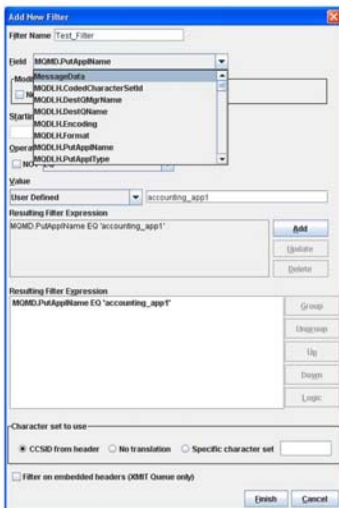 Add New Filter
Filter Name Test_Filter
Field MQMD.PutApplName
MessageData
MQDLH.CodedCharacterSetId
MQDLH.DestQMgrName
MQDLH.DestQName
MQDLH.Encoding
MQDLH.Format
MQDLH.PutApplName
MQDLH.PutApplType
Value
User Defined accounting_app1
Resulting Filter Expression
MQMD.PutApplName EQ 'accounting_app1'
Add
Update
Delete
Resulting Filter Expression
MQMD.PutApplName EQ 'accounting_app1'
Group
Ungroup
Up
Down
Logic
Character set to use
CCSID from header No translation Specific character set
Filter on embedded headers (XMIT Queue only)
Finish Cancel